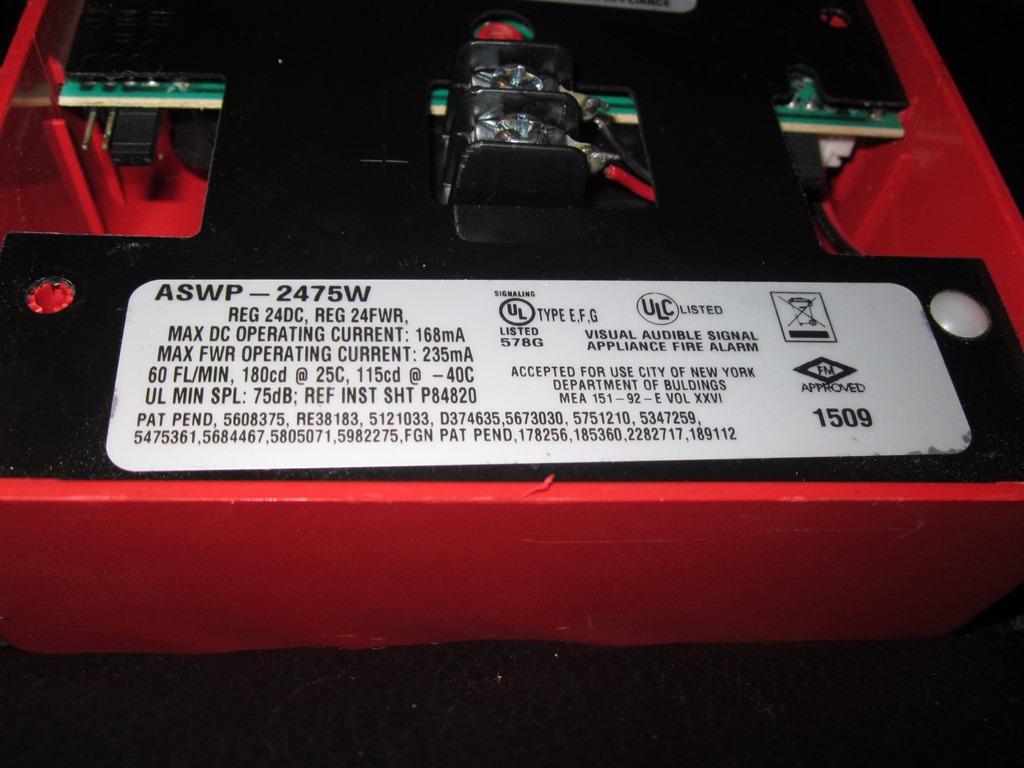 APPLIANCE
ASWP-2475W
REG 24DC, REG 24FWR,
MAX DC OPERATING CURRENT: 168mA
MAX FWR OPERATING CURRENT: 235mA
60 FL/MIN, 180cd @ 25C, 115cd @ -40C
UL MIN SPL: 75dB; REF INST SHT P84820
PAT PEND, 5608375, RE38183, 5121033, D374635,5673030, 5751210, 5347259,
5475361,5684467,5805071,5982275,FGN PAT PEND,178256,185360,2282717,189112
SIGNALING
UL TYPE E,F,G
LISTED
578G
ULC LISTED
VISUAL AUDIBLE SIGNAL
APPLIANCE FIRE ALARM
ACCEPTED FOR USE CITY OF NEW YORK
DEPARTMENT OF BULDINGS
MEA 151-92-E VOL XXVI
FM
APPROVED
1509